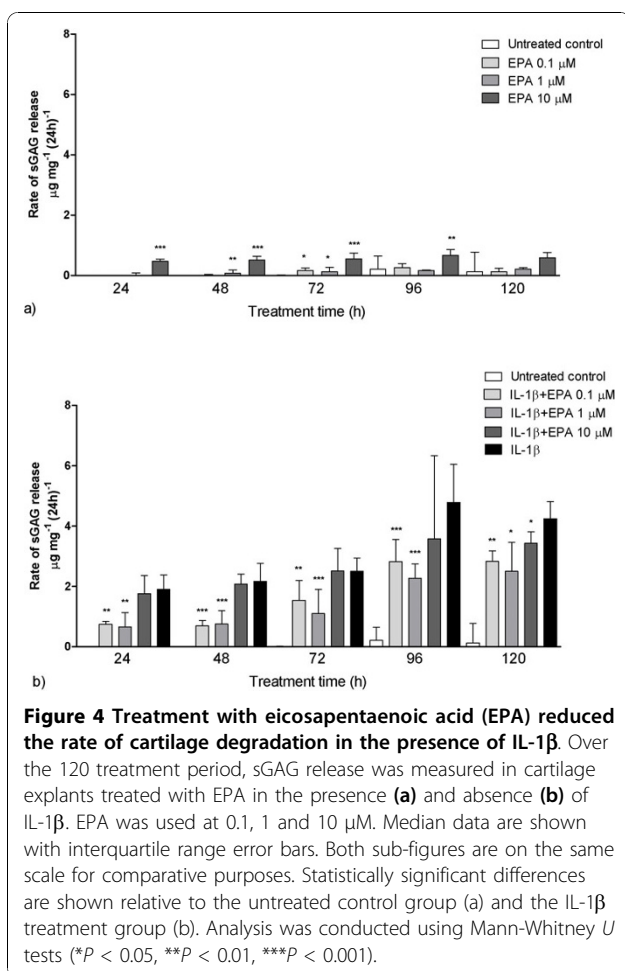 8
Untreated control
EPA 0.1 μM
EPA 1 μM
EPA 10 μM
6
Rate of sGAG release
μg mg⁻¹ (24h)⁻¹
4
2
***
** ***
* * ***
**
0
24 48 72 96 120
a)
Treatment time (h)
Untreated control
8
IL-1β+EPA 0.1 μM
IL-1β+EPA 1 μM
IL-1β+EPA 10 μM
IL-1β
6
Rate of sGAG release
μg mg⁻¹ (24h)⁻¹
4
2
** **
*** ***
** ***
*** ***
** * *
0
24 48 72 96 120
b)
Treatment time (h)
Figure 4 Treatment with eicosapentaenoic acid (EPA) reduced
the rate of cartilage degradation in the presence of IL-1β. Over
the 120 treatment period, sGAG release was measured in cartilage
explants treated with EPA in the presence (a) and absence (b) of
IL-1β. EPA was used at 0.1, 1 and 10 μM. Median data are shown
with interquartile range error bars. Both sub-figures are on the same
scale for comparative purposes. Statistically significant differences
are shown relative to the untreated control group (a) and the IL-1β
treatment group (b). Analysis was conducted using Mann-Whitney U
tests (*P < 0.05, **P < 0.01, ***P < 0.001).